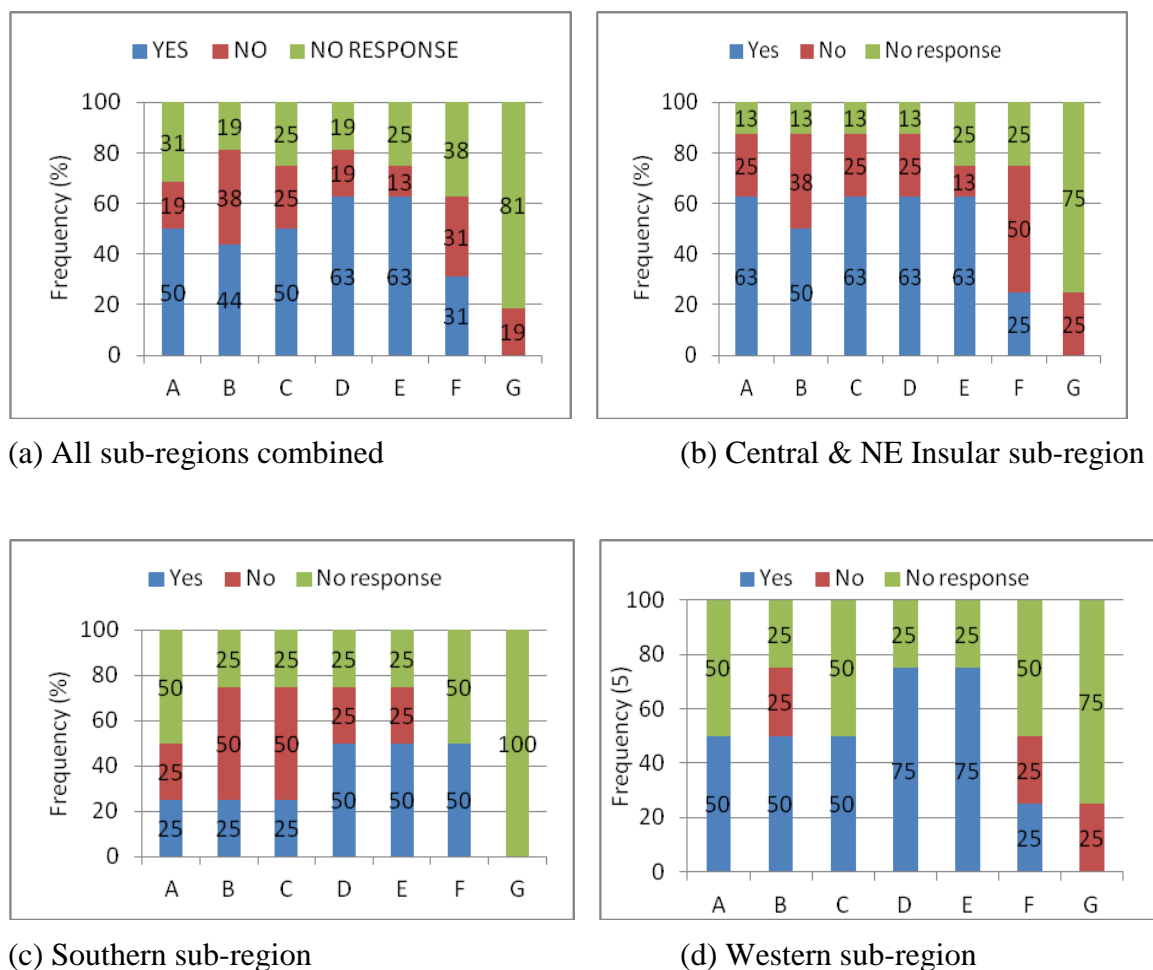 YES NO NO RESPONSE
Frequency (%)
100
80
60
40
20
0
31 19 25 19 25 38 81
19 38 25 19 13 31 19
50 44 50 63 63 31
A B C D E F G
(a) All sub-regions combined
Yes No No response
Frequency (%)
100
80
60
40
20
0
13 13 13 13 25 25 75
25 38 25 25 13 50 25
63 50 63 63 63 25
A B C D E F G
(b) Central & NE Insular sub-region
Yes No No response
Frequency (%)
100
80
60
40
20
0
50 25 25 25 25 50 100
25 50 50 25 25
25 25 25 50 50 50
A B C D E F G
(c) Southern sub-region
Yes No No response
Frequency (5)
100
80
60
40
20
0
50 25 50 25 25 50 75
25 25 25
50 50 50 75 75 25
A B C D E F G
(d) Western sub-region